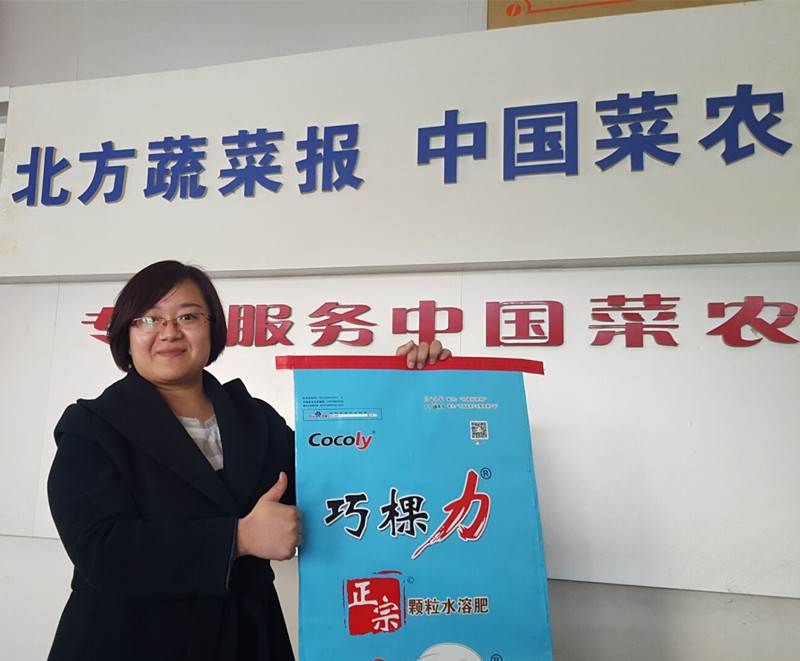 北方蔬菜报 中国菜农
服务中国菜农
Cocoly®
巧棵力®
正宗©
颗粒水溶肥
®